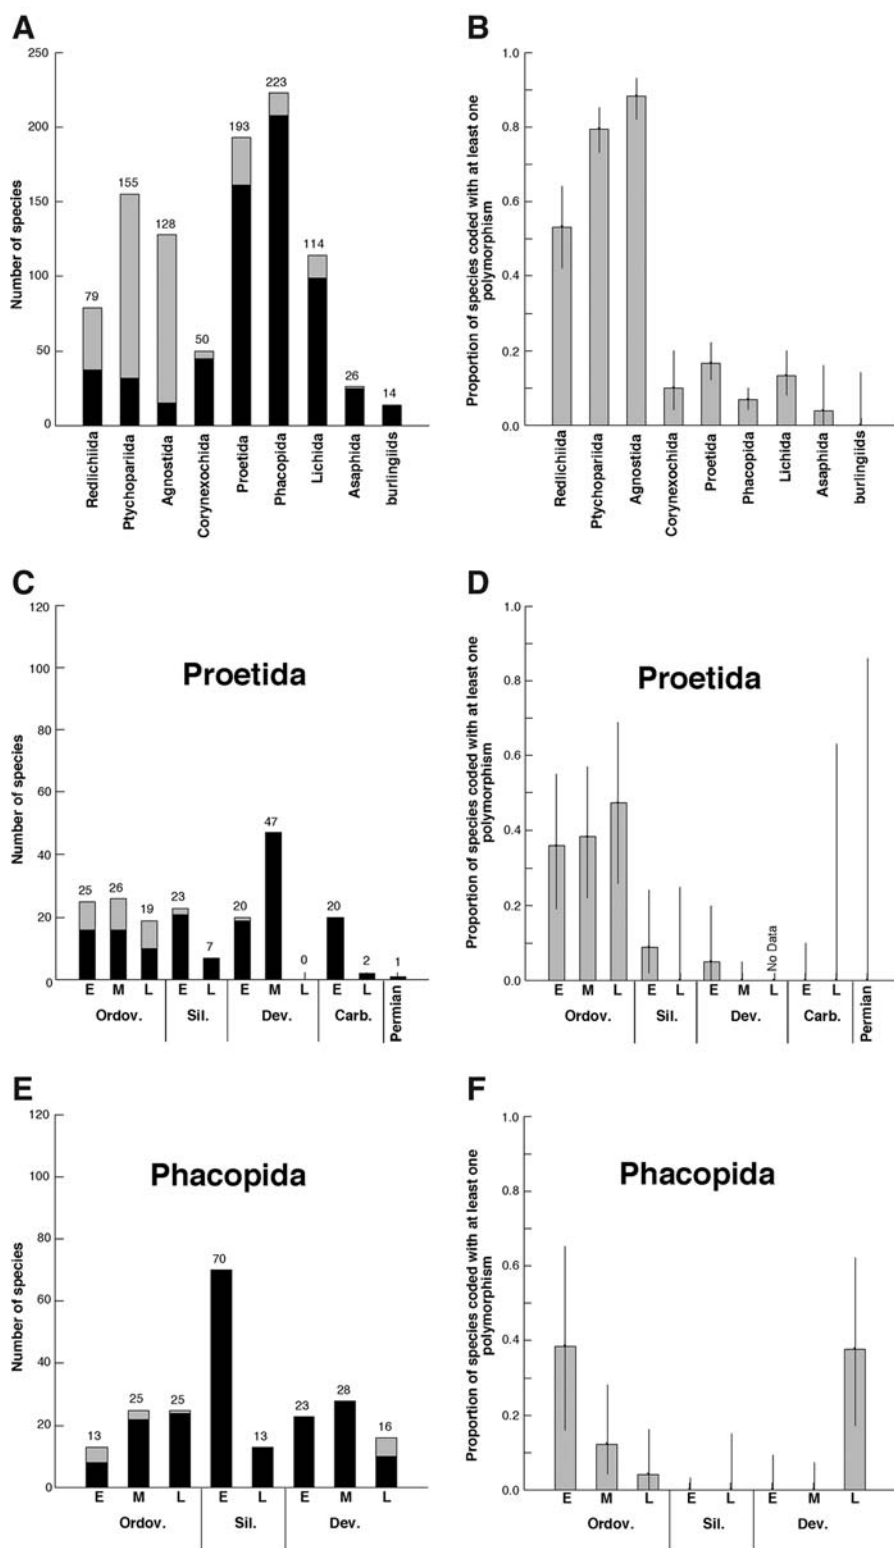 A
250
200
150
100
50
0
Number of species
79
155
128
50
193
223
114
26
14
Redlichiida
Ptychopariida
Agnostida
Corynexochida
Proetida
Phacopida
Lichida
Asaphida
burlingiids
B
1.0
0.8
0.6
0.4
0.2
0.0
Proportion of species coded with at least one
polymorphism
Redlichiida
Ptychopariida
Agnostida
Corynexochida
Proetida
Phacopida
Lichida
Asaphida
burlingiids
C
120
100
80
60
40
20
0
Number of species
Proetida
25
26
19
23
7
20
47
0
20
2
1
E M L E L E M L E L
Ordov. Sil. Dev. Carb. Permian
D
1.0
0.8
0.6
0.4
0.2
0.0
Proportion of species coded with at least one
polymorphism
Proetida
No Data
E M L E L E M L E L
Ordov. Sil. Dev. Carb. Permian
E
120
100
80
60
40
20
0
Number of species
Phacopida
13
25
25
70
13
23
28
16
E M L E L E M L
Ordov. Sil. Dev.
F
1.0
0.8
0.6
0.4
0.2
0.0
Proportion of species coded with at least one
polymorphism
Phacopida
E M L E L E M L
Ordov. Sil. Dev.